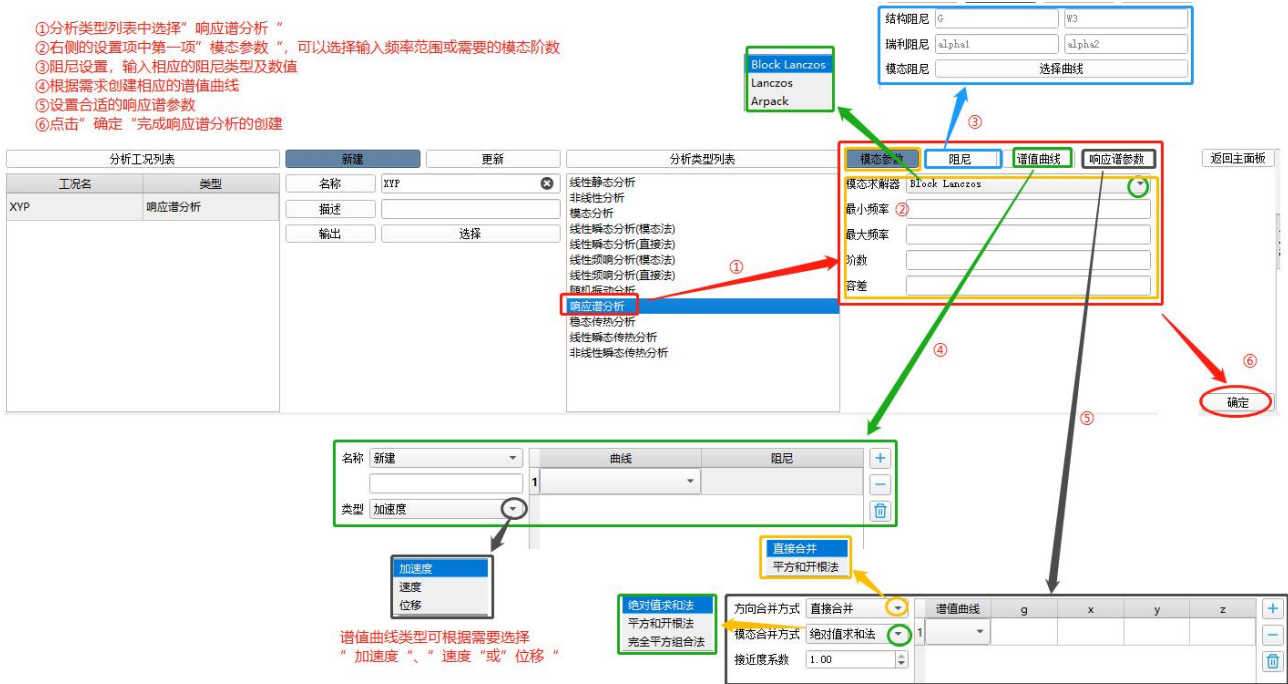 ①分析类型列表中选择”响应谱分析“
②右侧的设置项中第一项”模态参数“，可以选择输入频率范围或需要的模态阶数
③阻尼设置，输入相应的阻尼类型及数值
④根据需求创建相应的谱值曲线
⑤设置合适的响应谱参数
⑥点击”确定“完成响应谱分析的创建
结构阻尼 G W3
瑞利阻尼 alpha1 alpha2
模态阻尼 选择曲线
Block Lanczos
Lanczos
Arpack
③
分析工况列表 新建 更新 分析类型列表 模态参数 阻尼 谱值曲线 响应谱参数 返回主面板
工况名 类型
XYP 响应谱分析
名称 XYP
描述
输出 选择
线性静态分析
非线性分析
模态分析
线性瞬态分析(模态法)
线性瞬态分析(直接法)
线性频响分析(模态法)
线性频响分析(直接法)
随机振动分析
响应谱分析
稳态传热分析
线性瞬态传热分析
非线性瞬态传热分析
①
模态求解器 Block Lanczos
最小频率 ②
最大频率
阶数
容差
④
⑤
⑥
确定
名称 新建 曲线 阻尼 +
1 −
类型 加速度
加速度
速度
位移
谱值曲线类型可根据需要选择
”加速度“、”速度“或”位移“
直接合并
平方和开根法
绝对值求和法
平方和开根法
完全平方组合法
方向合并方式 直接合并 谱值曲线 g x y z +
模态合并方式 绝对值求和法 1 −
接近度系数 1.00